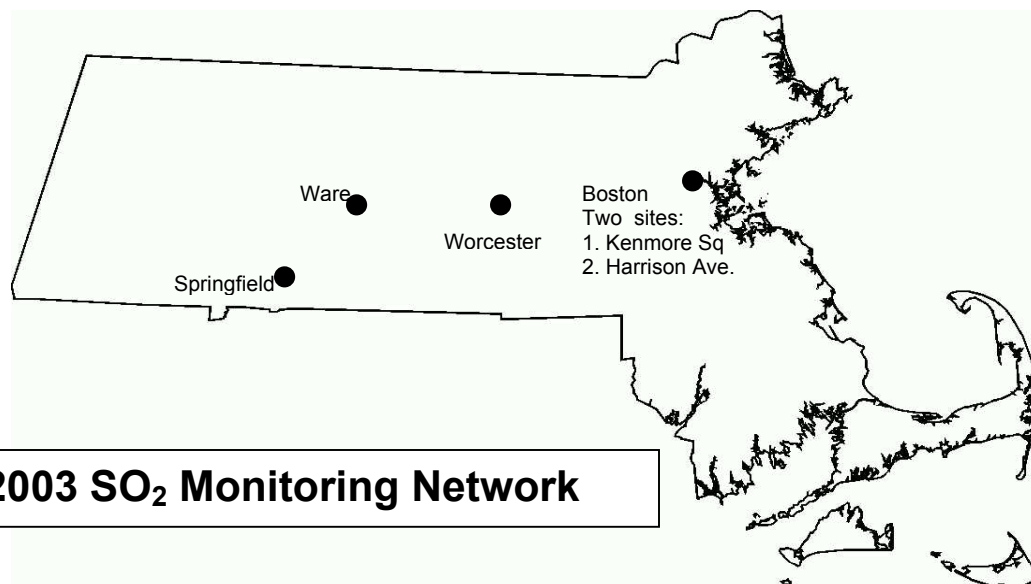 Ware
Worcester
Springfield
Boston
Two sites:
1. Kenmore Sq
2. Harrison Ave.
2003 SO₂ Monitoring Network